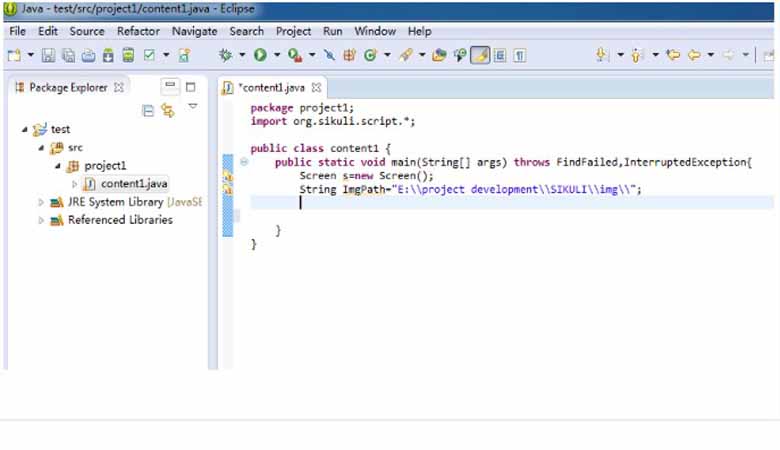 Java - test/src/project1/content1.java - Eclipse
File Edit Source Refactor Navigate Search Project Run Window Help
Package Explorer
test
src
project1
content1.java
JRE System Library [JavaSE
Referenced Libraries
*content1.java
package project1;
import org.sikuli.script.*;
public class content1 {
public static void main(String[] args) throws FindFailed,InterruptedException{
Screen s=new Screen();
String ImgPath="E:\\project development\\SIKULI\\img\\";
}
}